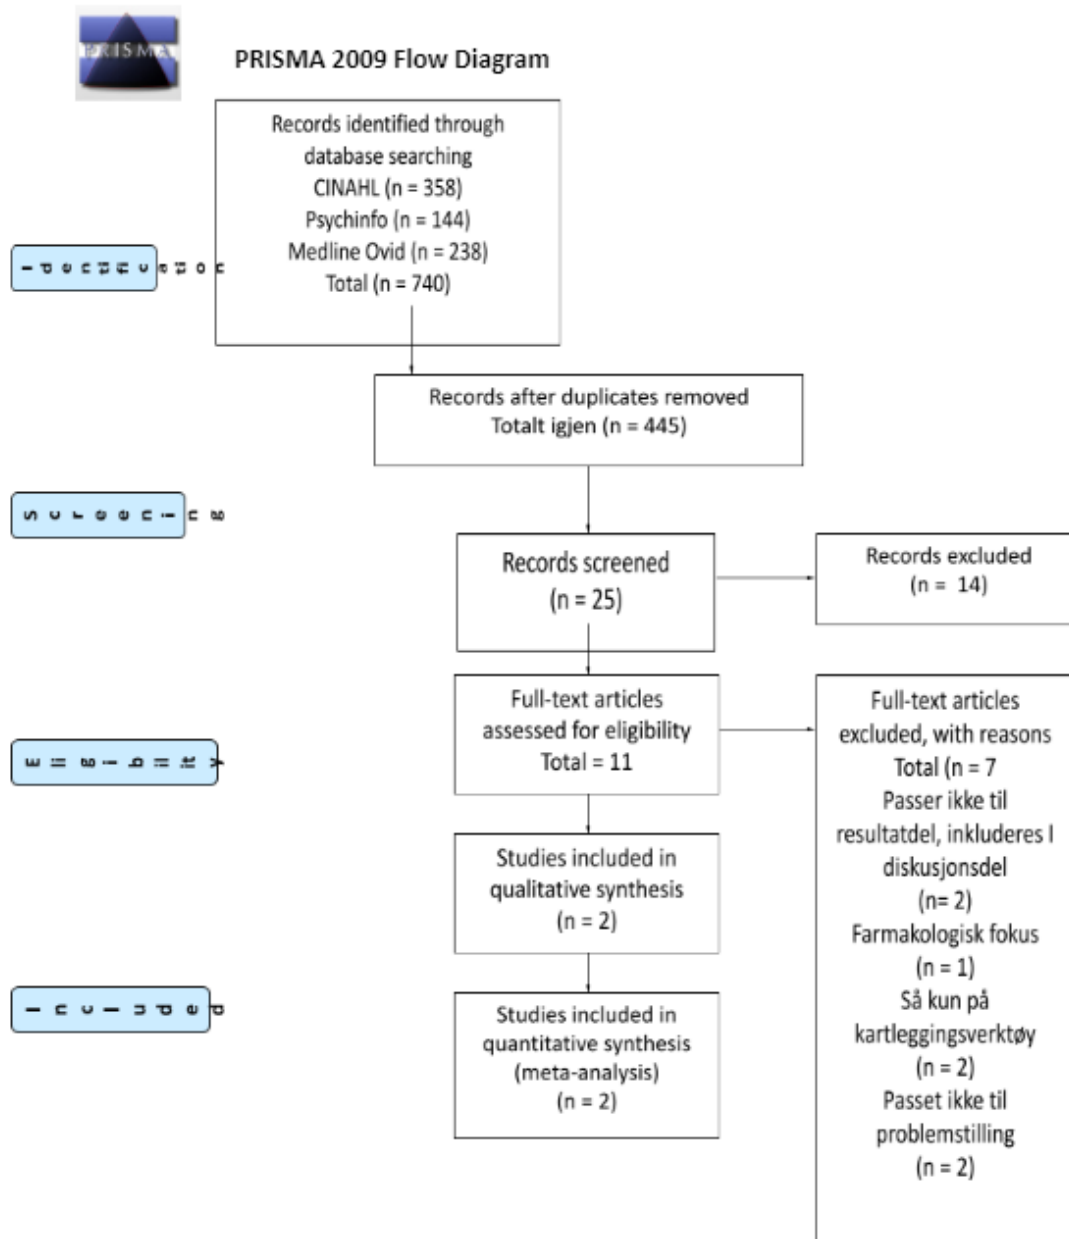 PRISMA
PRISMA 2009 Flow Diagram
Records identified through
database searching
CINAHL (n = 358)
Psychinfo (n = 144)
Medline Ovid (n = 238)
Total (n = 740)
Identification
Records after duplicates removed
Totalt igjen (n = 445)
Screening
Records screened
(n = 25)
Records excluded
(n = 14)
Full-text articles
assessed for eligibility
Total = 11
Eligibility
Full-text articles
excluded, with reasons
Total (n = 7
Passer ikke til
resultatdel, inkluderes I
diskusjonsdel
(n= 2)
Farmakologisk fokus
(n = 1)
Så kun på
kartleggingsverktøy
(n = 2)
Passet ikke til
problemstilling
(n = 2)
Studies included in
qualitative synthesis
(n = 2)
Included
Studies included in
quantitative synthesis
(meta-analysis)
(n = 2)